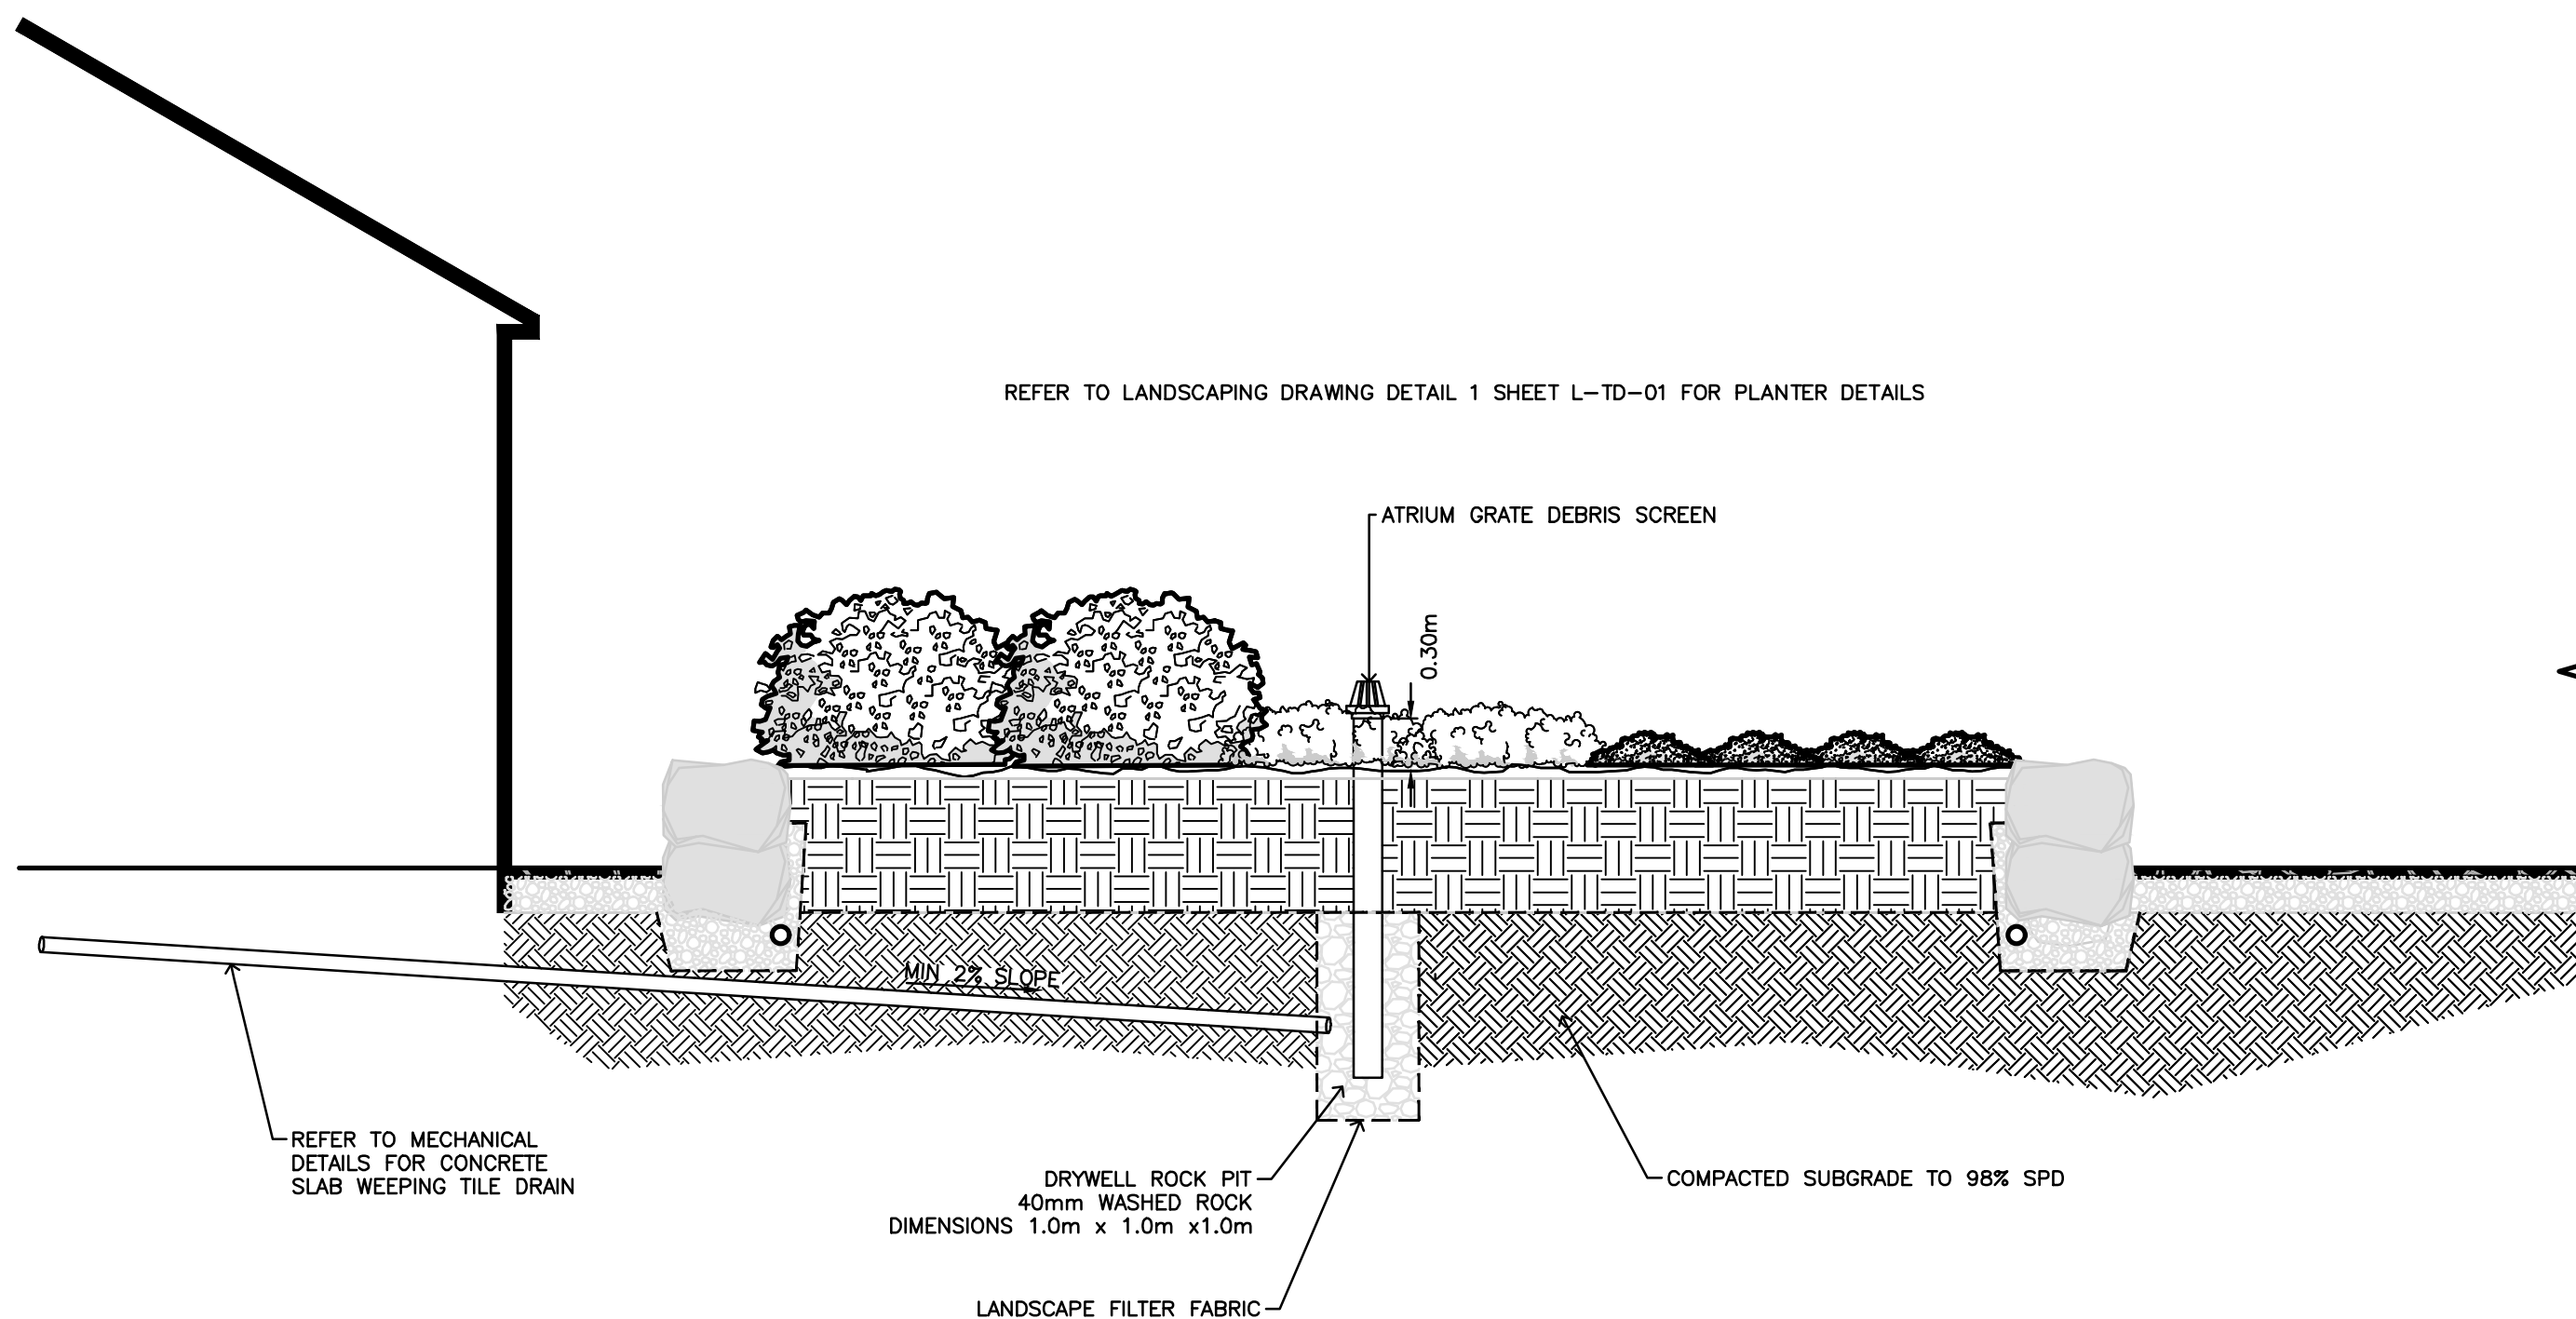 REFER TO LANDSCAPING DRAWING DETAIL 1 SHEET L-TD-01 FOR PLANTER DETAILS
ATRIUM GRATE DEBRIS SCREEN
0.30m
MIN 2% SLOPE
REFER TO MECHANICAL
DETAILS FOR CONCRETE
SLAB WEEPING TILE DRAIN
DRYWELL ROCK PIT
40mm WASHED ROCK
DIMENSIONS 1.0m x 1.0m x1.0m
COMPACTED SUBGRADE TO 98% SPD
LANDSCAPE FILTER FABRIC